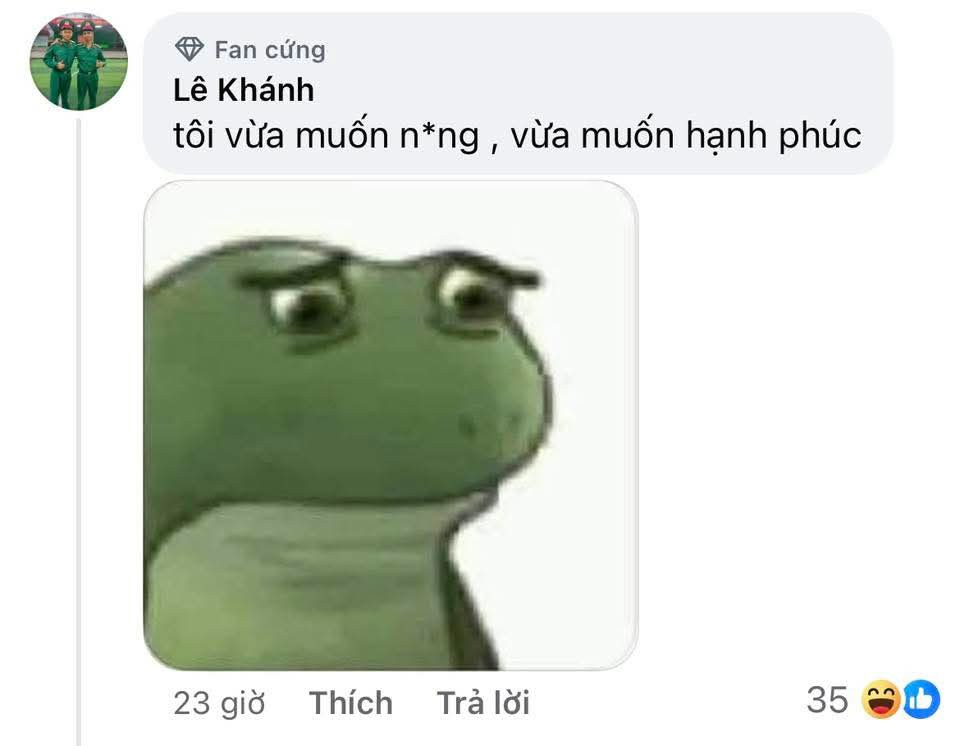 Fan cứng
Lê Khánh
tôi vừa muốn n*ng , vừa muốn hạnh phúc
23 giờ Thích Trả lời 35